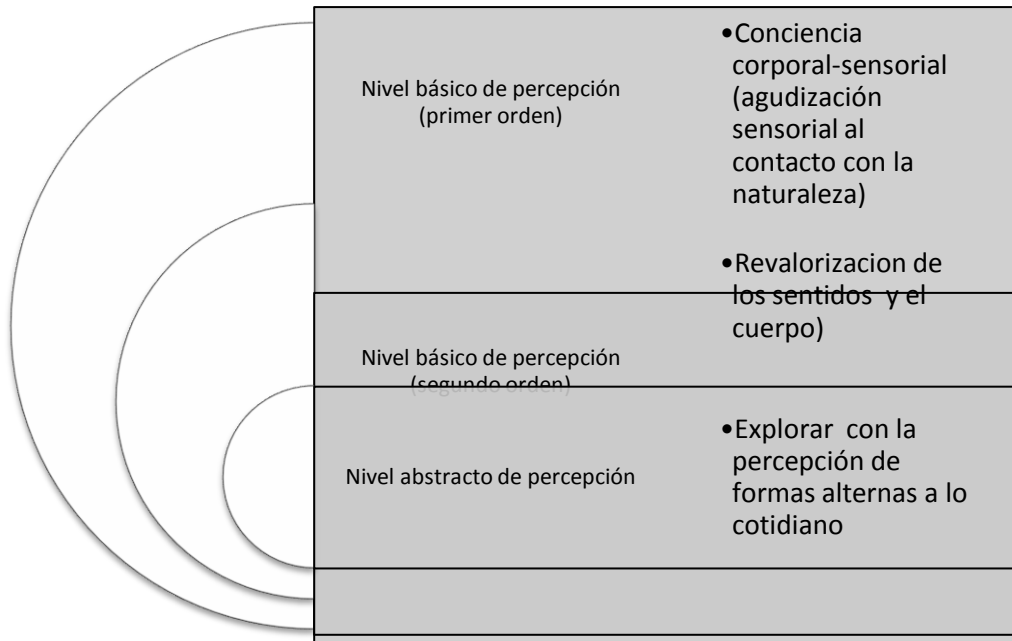 Nivel básico de percepción
(primer orden)
•Conciencia
corporal-sensorial
(agudización
sensorial al
contacto con la
naturaleza)
•Revalorizacion de
los sentidos y el
cuerpo)
Nivel básico de percepción
(segundo orden)
Nivel abstracto de percepción
•Explorar con la
percepción de
formas alternas a lo
cotidiano